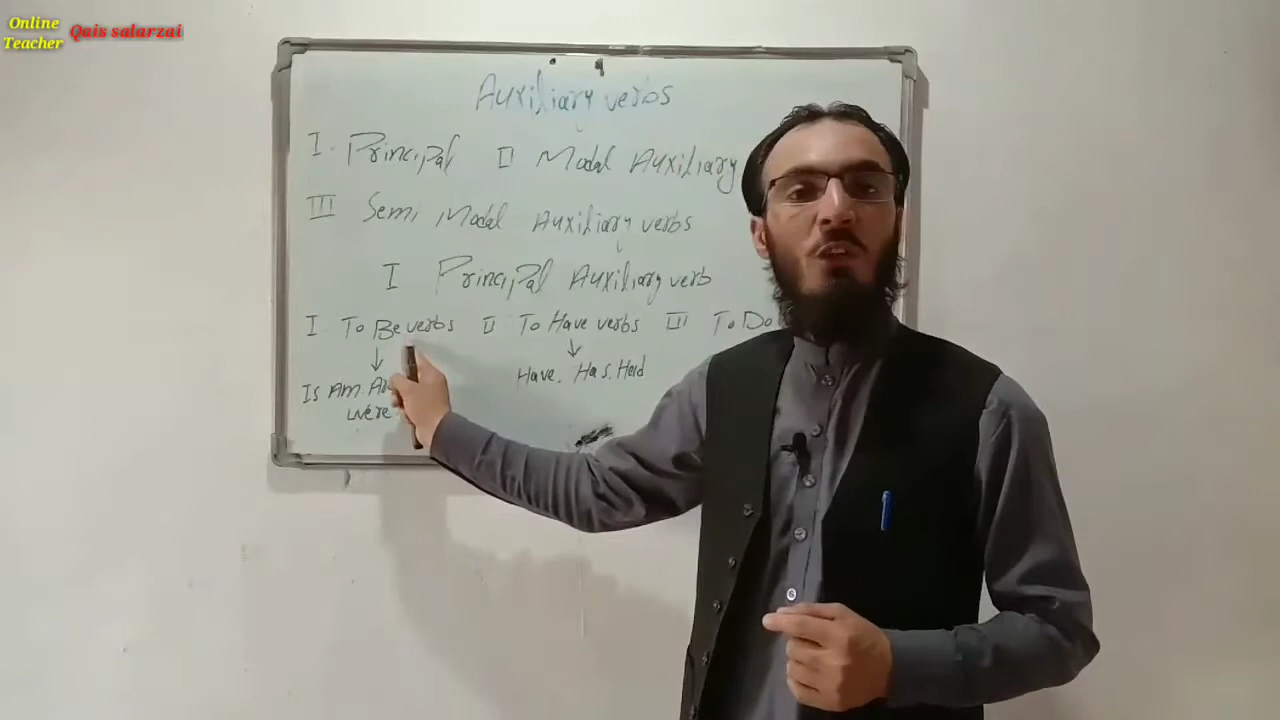 Online
Teacher
Qais salarzai
Auxiliary verbs
I. Principal II Modal Auxiliary
III Semi Modal Auxiliary verbs
I Principal Auxiliary verb
I. To Be verbs II To Have verbs III To Do
Is Am. Have. Has. Had
were